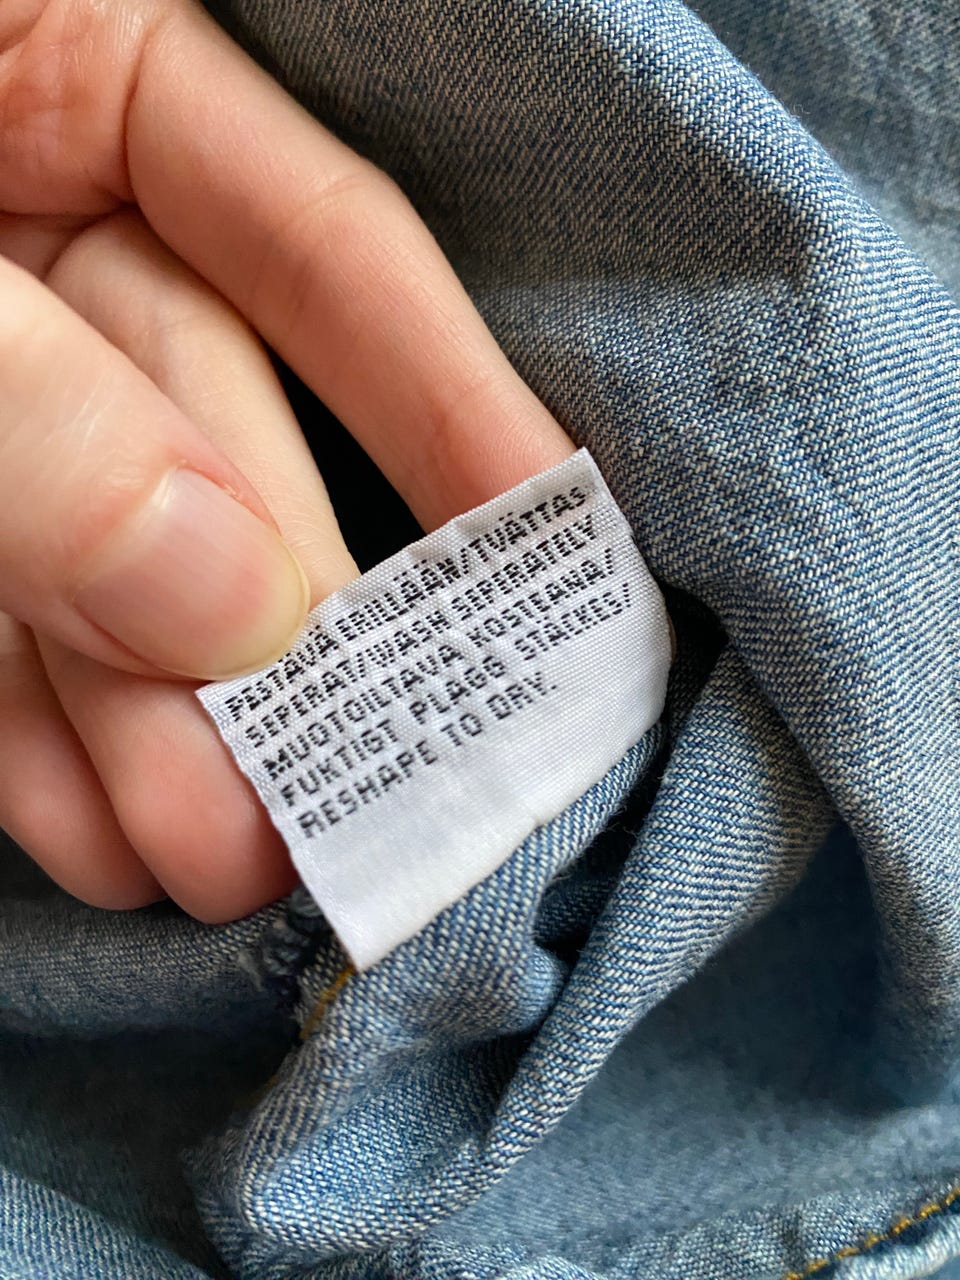 PESTÄVÄ ERILLÄÄN/TVÄTTAS
SEPERAT/WASH SEPERATELY
MUOTOILTAVA KOSTEANA/
FUKTIGT PLAGG STÄCKES/
RESHAPE TO DRY.